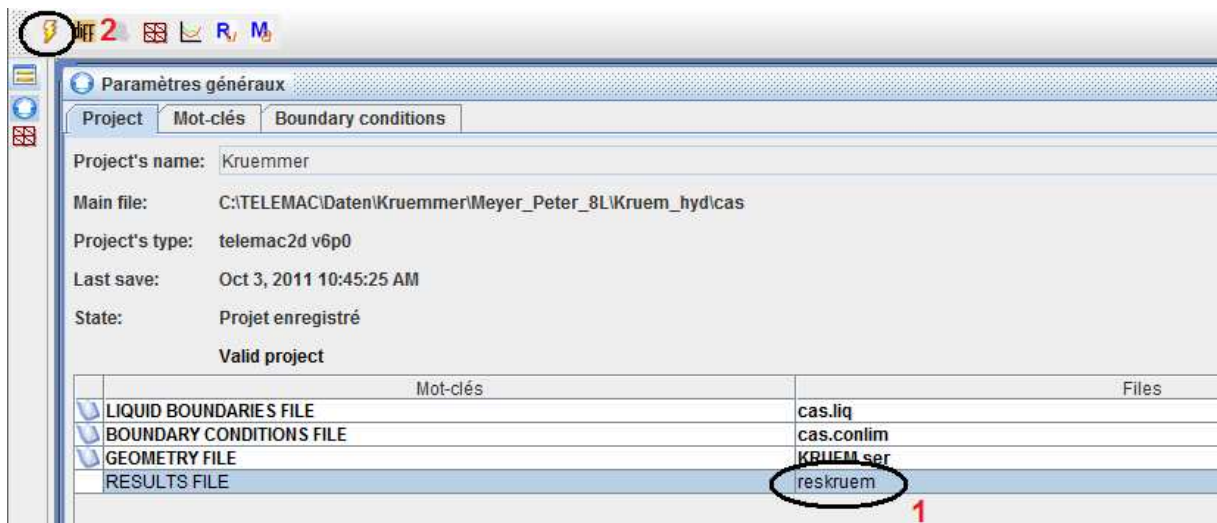 diff 2 R, M
Paramètres généraux
Project Mot-clés Boundary conditions
Project's name: Kruemmer
Main file: C:\TELEMAC\Daten\Kruemmer\Meyer_Peter_8L\Kruem_hyd\cas
Project's type: telemac2d v6p0
Last save: Oct 3, 2011 10:45:25 AM
State: Projet enregistré
Valid project
Mot-clés Files
LIQUID BOUNDARIES FILE cas.liq
BOUNDARY CONDITIONS FILE cas.conlim
GEOMETRY FILE KRUEM.ser
RESULTS FILE reskruem
1